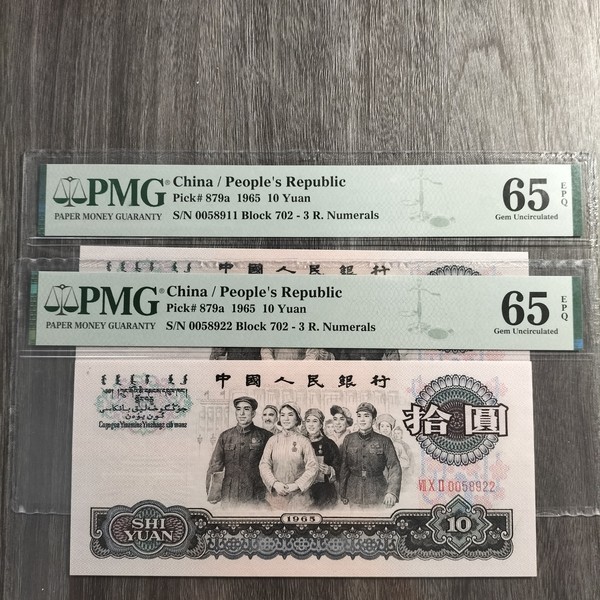 PMG
PAPER MONEY GUARANTY
China / People's Republic
Pick# 879a 1965 10 Yuan
S/N 0058911 Block 702 - 3 R. Numerals
65 EPQ
Gem Uncirculated
中國人民銀行
PMG
PAPER MONEY GUARANTY
China / People's Republic
Pick# 879a 1965 10 Yuan
S/N 0058922 Block 702 - 3 R. Numerals
65 EPQ
Gem Uncirculated
中國人民銀行
拾圓
Ⅶ Ⅹ Ⅱ 0058922
1965
SHI
YUAN
10